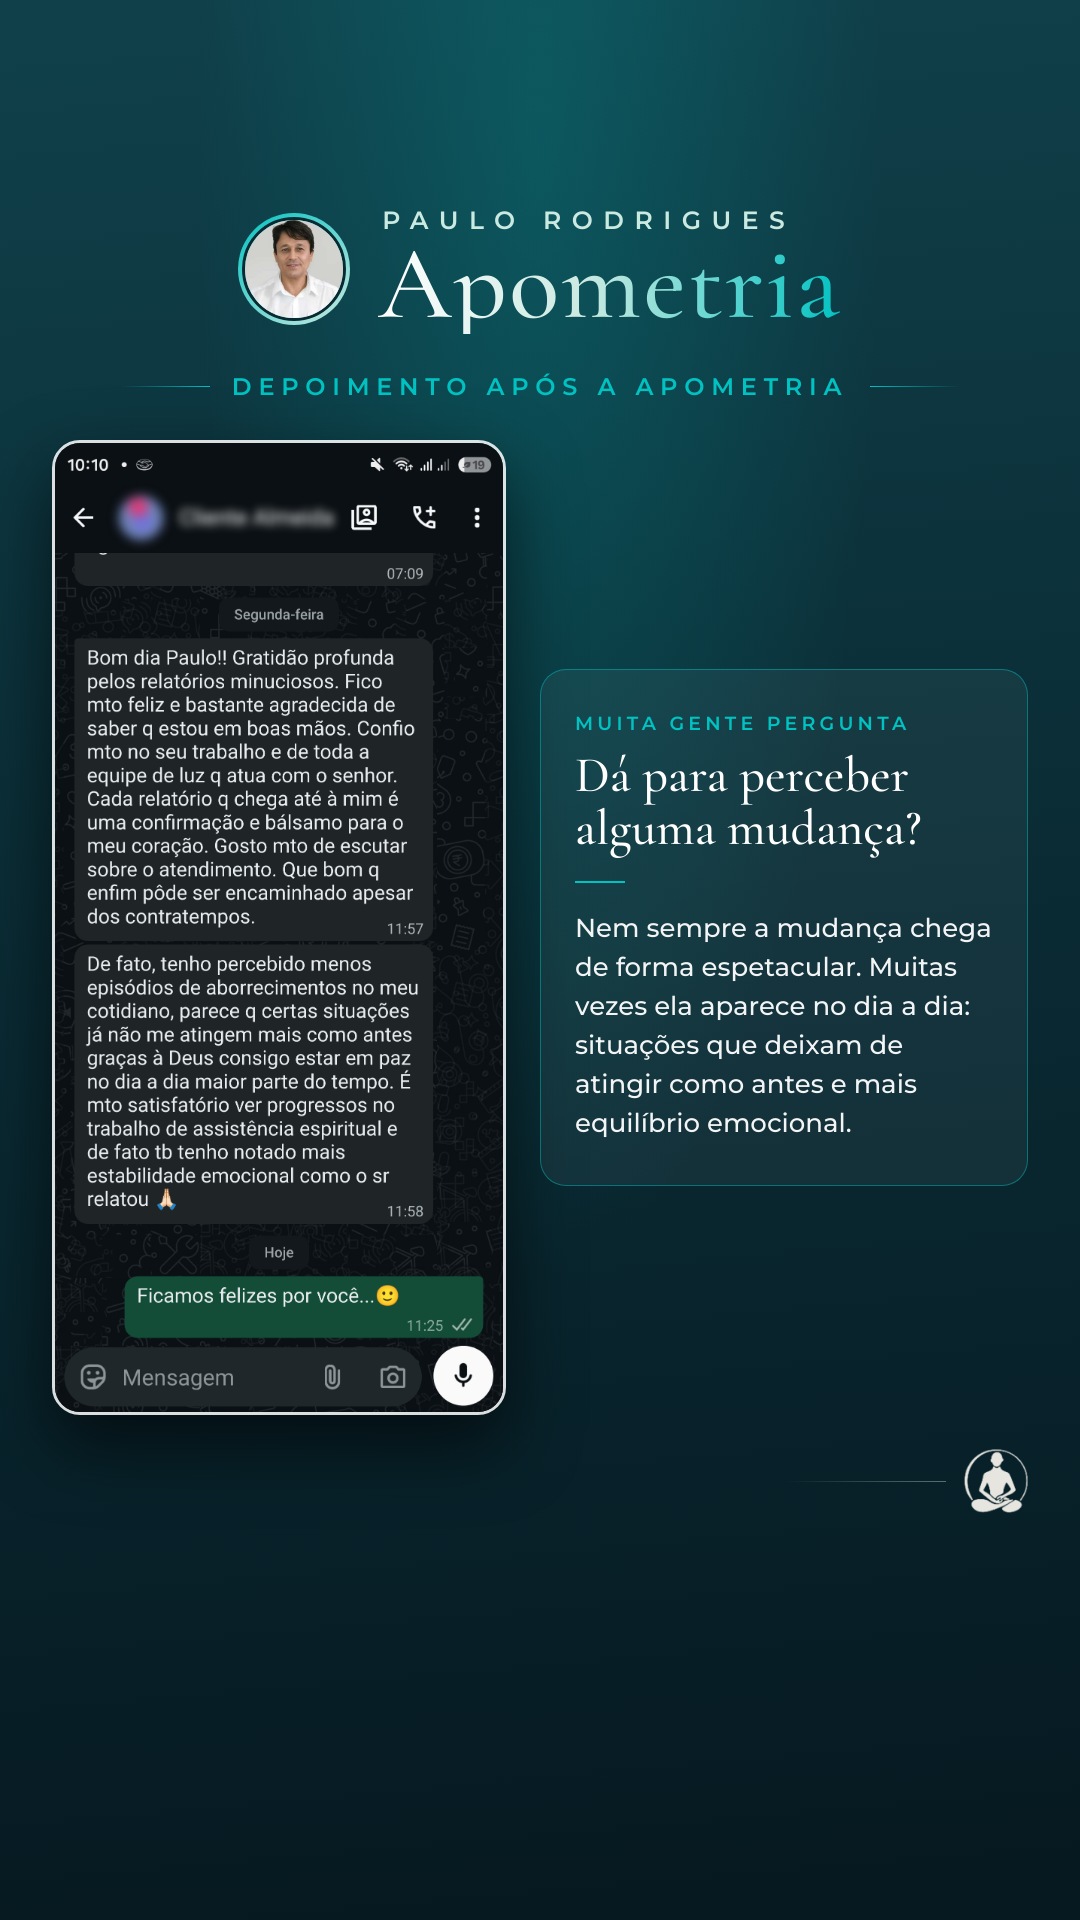 PAULO RODRIGUES
Apometria
DEPOIMENTO APÓS A APOMETRIA
10:10
19
07:09
Segunda-feira
Bom dia Paulo!! Gratidão profunda
pelos relatórios minuciosos. Fico
mto feliz e bastante agradecida de
saber q estou em boas mãos. Confio
mto no seu trabalho e de toda a
equipe de luz q atua com o senhor.
Cada relatório q chega até à mim é
uma confirmação e bálsamo para o
meu coração. Gosto mto de escutar
sobre o atendimento. Que bom q
enfim pôde ser encaminhado apesar
dos contratempos.
11:57
De fato, tenho percebido menos
episódios de aborrecimentos no meu
cotidiano, parece q certas situações
já não me atingem mais como antes
graças à Deus consigo estar em paz
no dia a dia maior parte do tempo. É
mto satisfatório ver progressos no
trabalho de assistência espiritual e
de fato tb tenho notado mais
estabilidade emocional como o sr
relatou 🙏🏻
11:58
Hoje
Ficamos felizes por você...🙂
11:25
Mensagem
MUITA GENTE PERGUNTA
Dá para perceber
alguma mudança?
Nem sempre a mudança chega
de forma espetacular. Muitas
vezes ela aparece no dia a dia:
situações que deixam de
atingir como antes e mais
equilíbrio emocional.